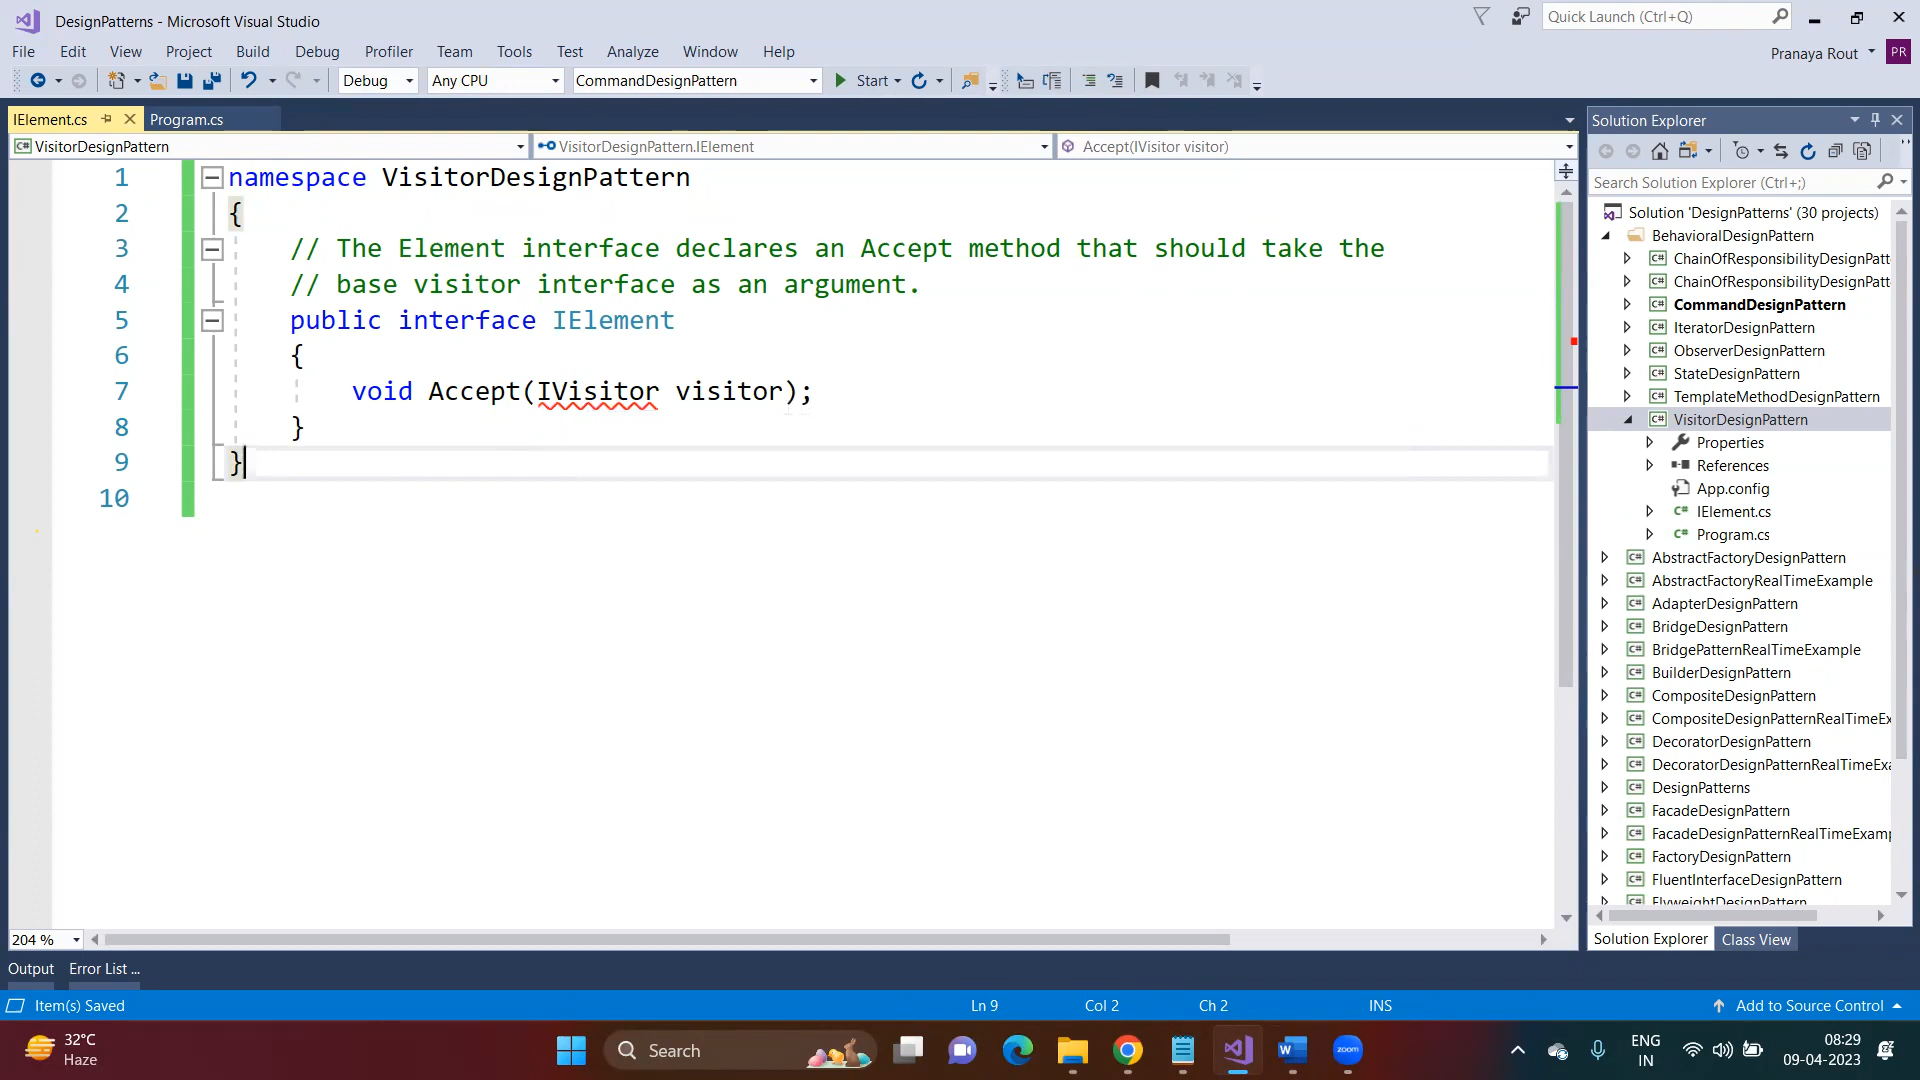 DesignPatterns - Microsoft Visual Studio
Quick Launch (Ctrl+Q)
File Edit View Project Build Debug Profiler Team Tools Test Analyze Window Help
Pranaya Rout PR
Debug Any CPU CommandDesignPattern Start
IElement.cs Program.cs
VisitorDesignPattern VisitorDesignPattern.IElement Accept(IVisitor visitor)
1 namespace VisitorDesignPattern
2 {
3 // The Element interface declares an Accept method that should take the
4 // base visitor interface as an argument.
5 public interface IElement
6 {
7 void Accept(IVisitor visitor);
8 }
9 }
10
204 %
Solution Explorer
Search Solution Explorer (Ctrl+;)
Solution 'DesignPatterns' (30 projects)
BehavioralDesignPattern
ChainOfResponsibilityDesignPatt
ChainOfResponsibilityDesignPatt
CommandDesignPattern
IteratorDesignPattern
ObserverDesignPattern
StateDesignPattern
TemplateMethodDesignPattern
VisitorDesignPattern
Properties
References
App.config
IElement.cs
Program.cs
AbstractFactoryDesignPattern
AbstractFactoryRealTimeExample
AdapterDesignPattern
BridgeDesignPattern
BridgePatternRealTimeExample
BuilderDesignPattern
CompositeDesignPattern
CompositeDesignPatternRealTimeEx
DecoratorDesignPattern
DecoratorDesignPatternRealTimeExa
DesignPatterns
FacadeDesignPattern
FacadeDesignPatternRealTimeExamp
FactoryDesignPattern
FluentInterfaceDesignPattern
FlyweightDesignPattern
Solution Explorer Class View
Output Error List ...
Item(s) Saved Ln 9 Col 2 Ch 2 INS Add to Source Control
32°C
Haze
Search
zoom
ENG
IN
08:29
09-04-2023